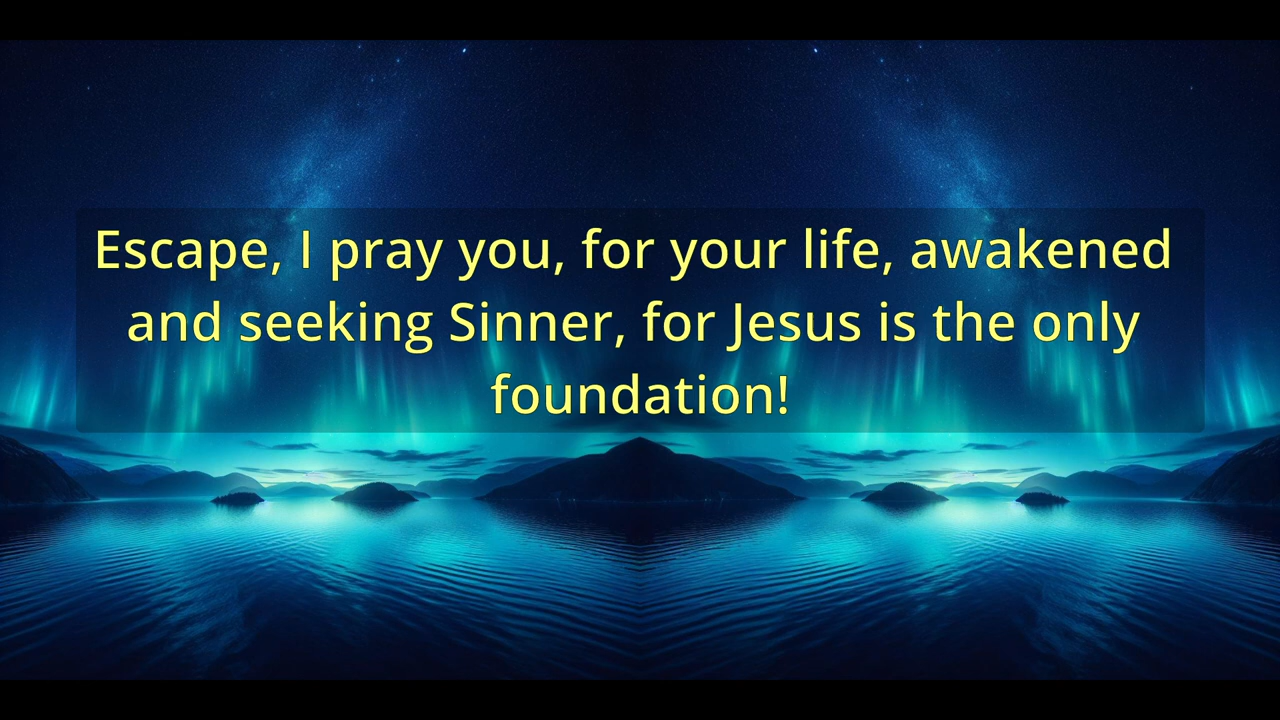 Escape, I pray you, for your life, awakened
and seeking Sinner, for Jesus is the only
foundation!